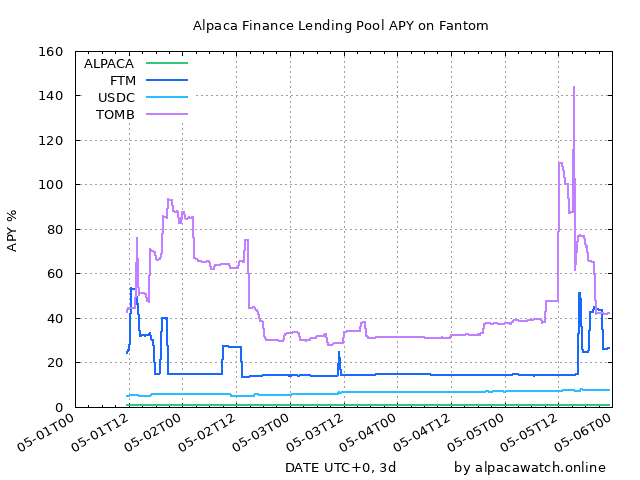 Alpaca Finance Lending Pool APY on Fantom
ALPACA
FTM
USDC
TOMB
APY %
160
140
120
100
80
60
40
20
0
05-01T00
05-01T12
05-02T00
05-02T12
05-03T00
05-03T12
05-04T00
05-04T12
05-05T00
05-05T12
05-06T00
DATE UTC+0, 3d
by alpacawatch.online